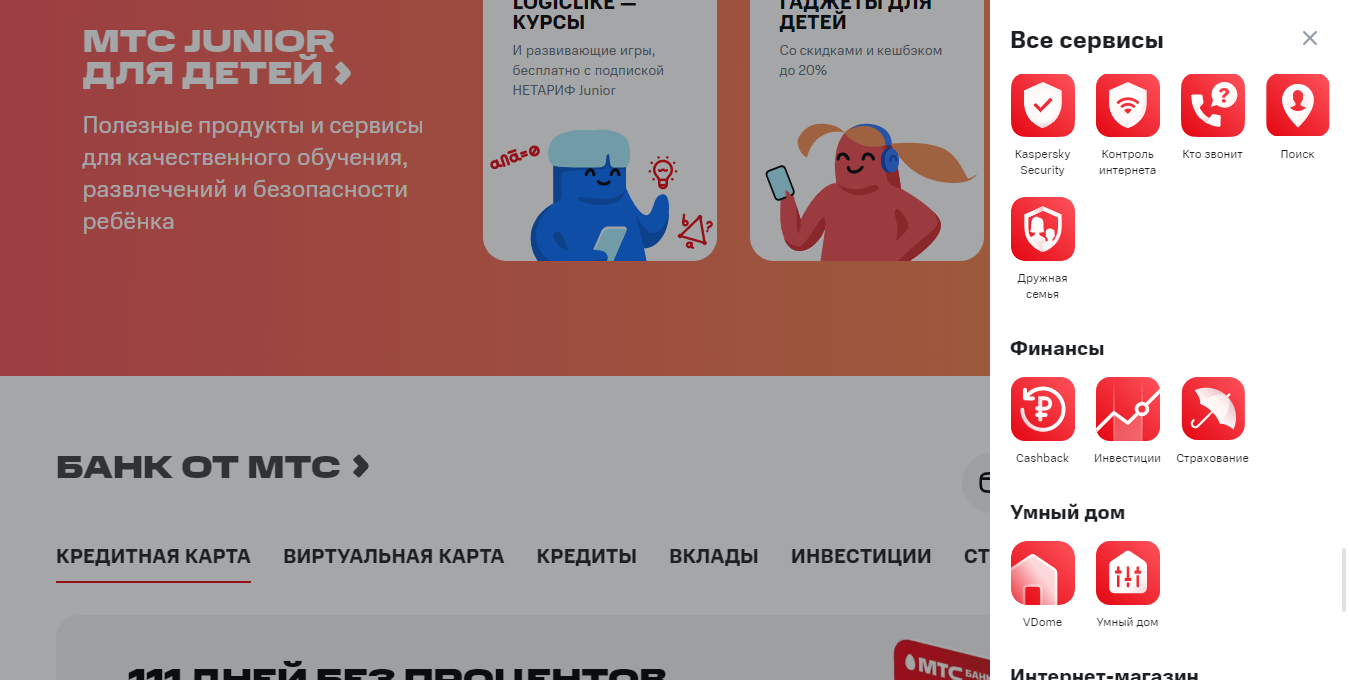 МТС JUNIOR
ДЛЯ ДЕТЕЙ
Полезные продукты и сервисы
для качественного обучения,
развлечений и безопасности
ребёнка
LOGICLIKE —
КУРСЫ
И развивающие игры,
бесплатно с подпиской
НЕТАРИФ Junior
a∩a=0
b
?
a
ГАДЖЕТЫ ДЛЯ
ДЕТЕЙ
Со скидками и кешбэком
до 20%
БАНК ОТ МТС
КРЕДИТНАЯ КАРТА
ВИРТУАЛЬНАЯ КАРТА
КРЕДИТЫ
ВКЛАДЫ
ИНВЕСТИЦИИ
СТ
111 ДНЕЙ БЕЗ ПРОЦЕНТОВ
МТС БАНК
Все сервисы
Kaspersky
Security
Контроль
интернета
?
Кто звонит
Поиск
Дружная
семья
Финансы
₽
Cashback
Инвестиции
Страхование
Умный дом
VDome
Умный дом
Интернет-магазин